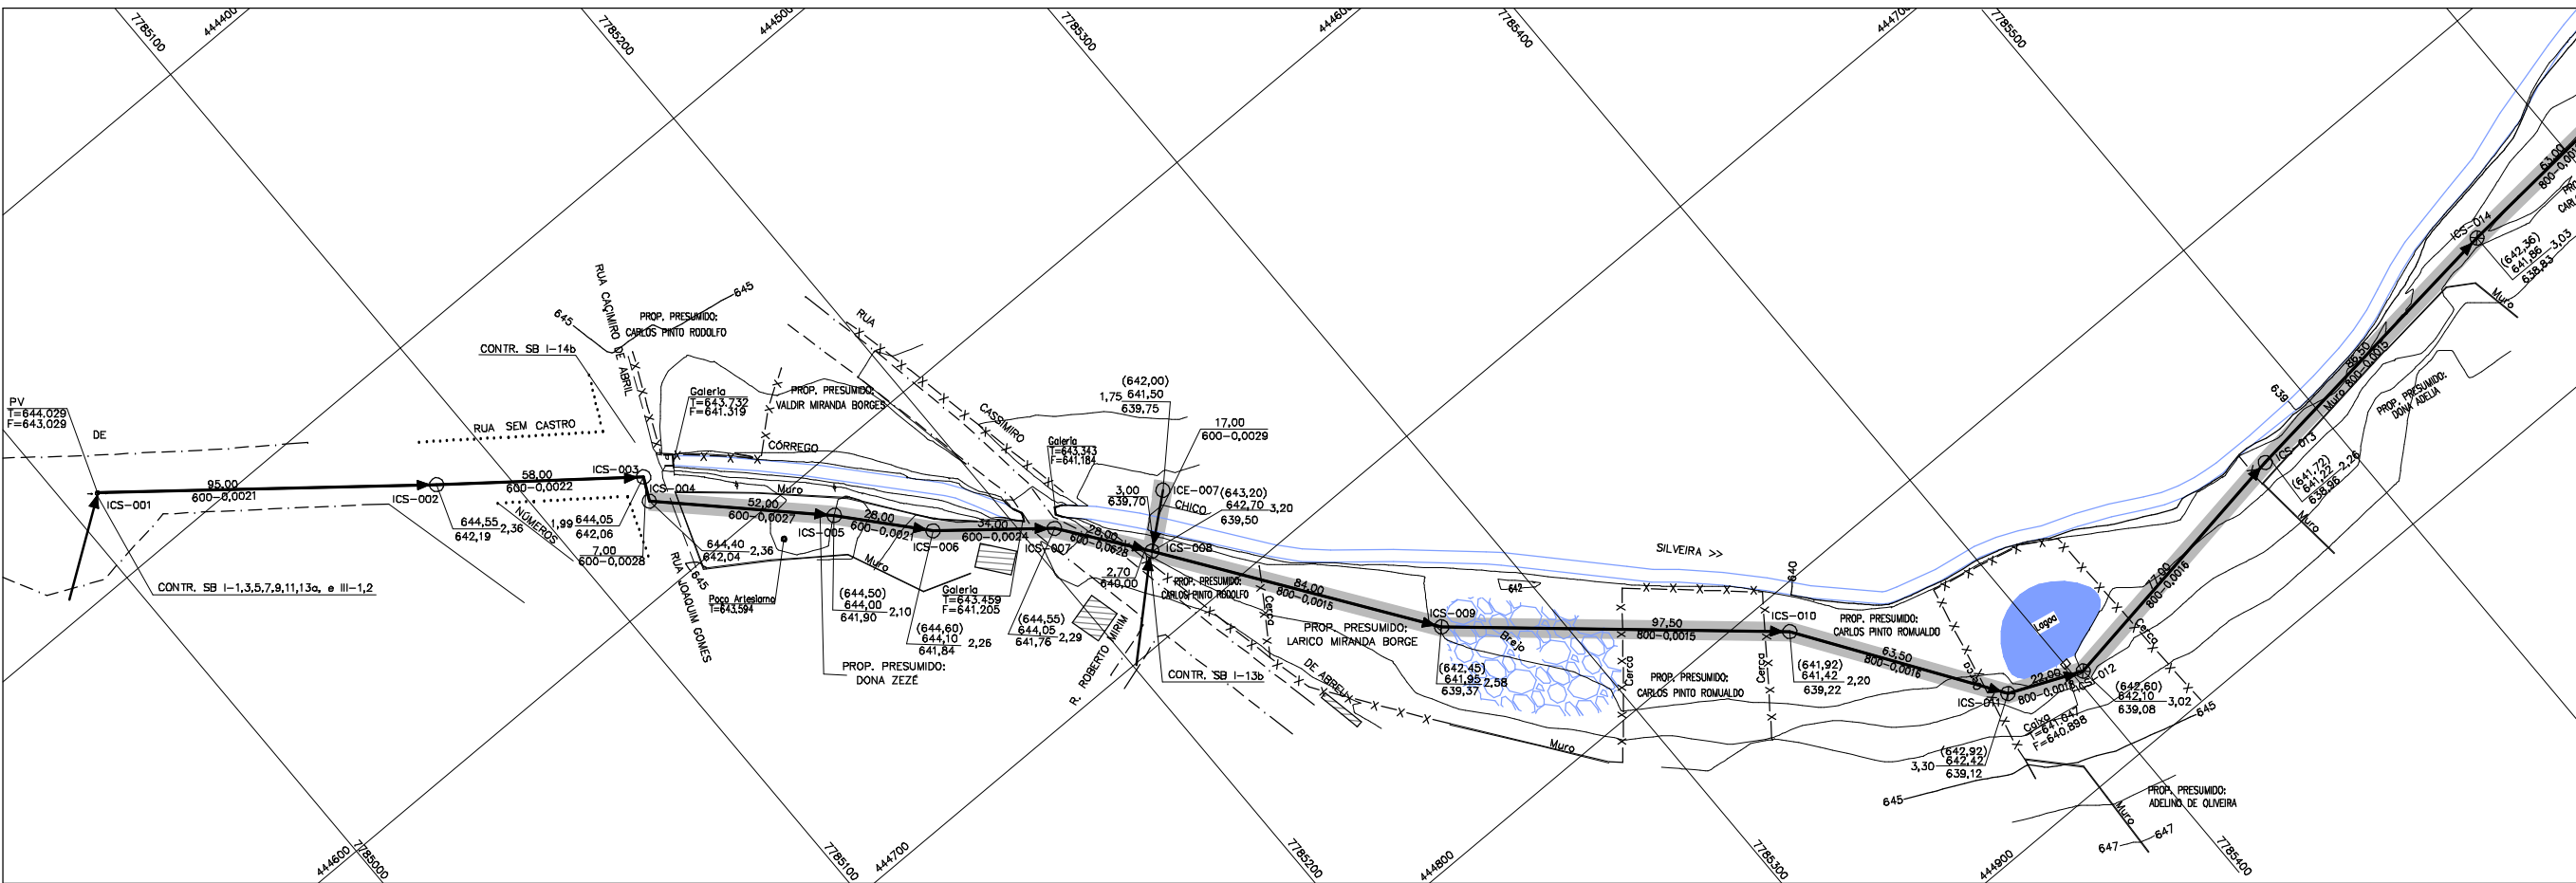 7785100
444400
7785200
444500
7785300
444600
7785400
444700
7785500
PV
T=644.029
F=643.029
DE
ICS-001
95,00
600-0,0021
ICS-002
644,55
642,19
2,36
CONTR. SB I-1,3,5,7,9,11,13a, e III-1,2
RUA SEM CASTRO
58,00
600-0,0022
NÚMEROS
ICS-003
1,99
644,05
642,06
7,00
600-0,0028
CONTR. SB I-14b
RUA CACIMIRO DE ABRIL
645
645
PROP. PRESUMIDO:
CARLOS PINTO RODOLFO
Galeria
T=643.732
F=641.319
PROP. PRESUMIDO:
VALDIR MIRANDA BORGES
CÓRREGO
ICS-004
Muro
52,00
600-0,0027
644,40
642,04
2,36
645
RUA JOAQUIM GOMES
Poço Artesiano
T=643.594
ICS-005
28,00
600-0,0021
Muro
(644,50)
644,00
641,90
2,10
PROP. PRESUMIDO:
DONA ZEZÉ
ICS-006
34,00
600-0,0024
(644,60)
644,10
641,84
2,26
Galeria
T=643.459
F=641.205
RUA
CASSIMIRO
Galeria
T=643.343
F=641.184
ICS-007
28,00
600-0,0628
(644,55)
644,05
641,76
2,29
(642,00)
1,75
641,50
639,75
17,00
600-0,0029
3,00
639,70
ICE-007
CHICO
(643,20)
642,70
639,50
3,20
ICS-008
2,70
640,00
R. ROBERTO MIRIM
PROP. PRESUMIDO:
CARLOS PINTO RODOLFO
CONTR. SB I-13b
Cerca
84,00
800-0,0015
PROP. PRESUMIDO:
LARICO MIRANDA BORGE
DE ABREU
ICS-009
(642,45)
641,95
639,37
2,58
Brejo
642
97,50
800-0,0015
Muro
Cerca
SILVEIRA >>
640
PROP. PRESUMIDO:
CARLOS PINTO ROMUALDO
Cerca
ICS-010
(641,92)
641,42
639,22
2,20
PROP. PRESUMIDO:
CARLOS PINTO ROMUALDO
63,50
800-0,0016
ICS-011
3,30
(642,92)
642,42
639,12
Lagoa
22,00
ICS-012
(642,60)
642,10
639,08
3,02
Caixa
F=640.898
Cerca
645
645
PROP. PRESUMIDO:
ADELINO DE OLIVEIRA
Muro
647
647
77,00
800-0,0016
ICS-013
(641,72)
641,22
638,96
2,26
Muro
639
86,50
800-0,0015
Muro
PROP. PRESUMIDO:
DONA ADELIA
ICS-014
(642,36)
641,86
638,83
3,03
Muro
63,00
444600
7785000
7785100
444700
7785200
444800
7785300
444900
7785400